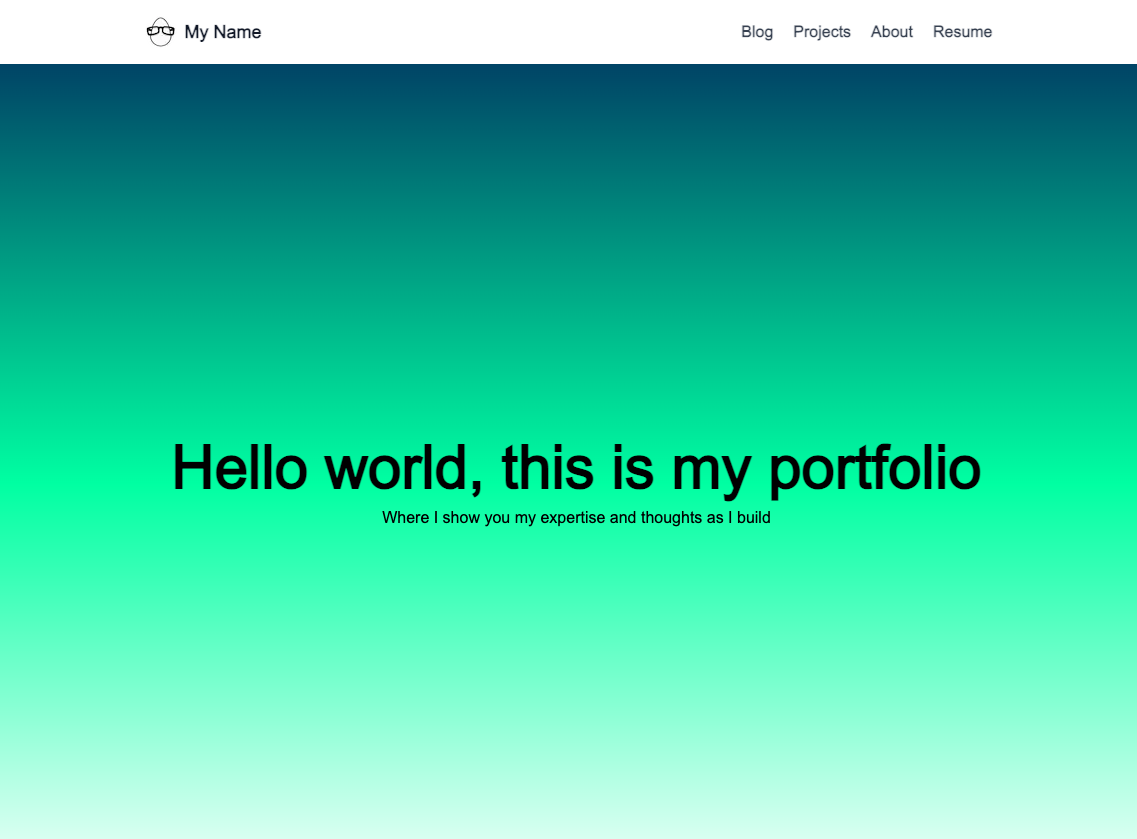 My Name
Blog Projects About Resume
Hello world, this is my portfolio
Where I show you my expertise and thoughts as I build